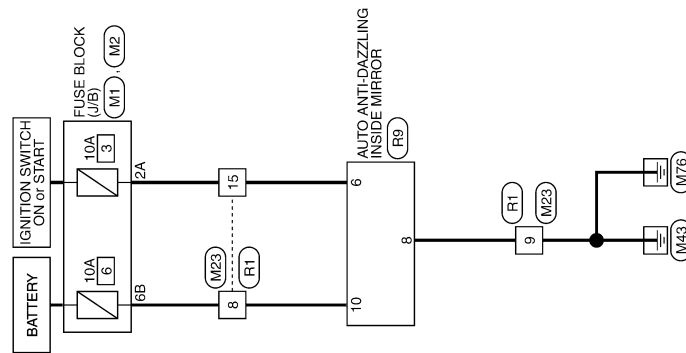 IGNITION SWITCH
ON or START
BATTERY
FUSE BLOCK
(J/B)
M1 , M2
10A
3
10A
6
2A
6B
15
M23
8
R1
AUTO ANTI-DAZZLING
INSIDE MIRROR
R9
6
10
8
R1
9
M23
M76
M43